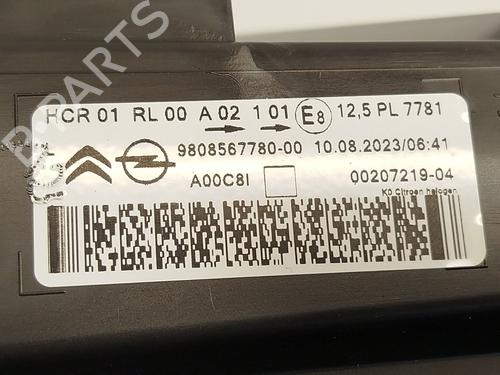 HCR 01 RL 00 A 02 1 01 E8 12,5 PL 7781
9808567780-00 10.08.2023/06:41
A00C8I 00207219-04
K0 Citroen halogen